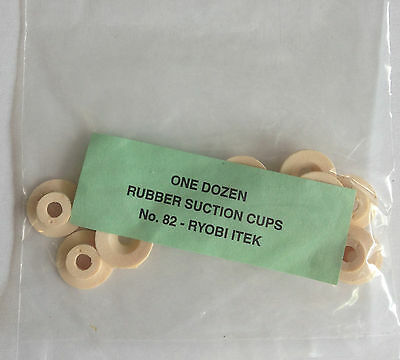 ONE DOZEN
RUBBER SUCTION CUPS
No. 82 - RYOBI ITEK